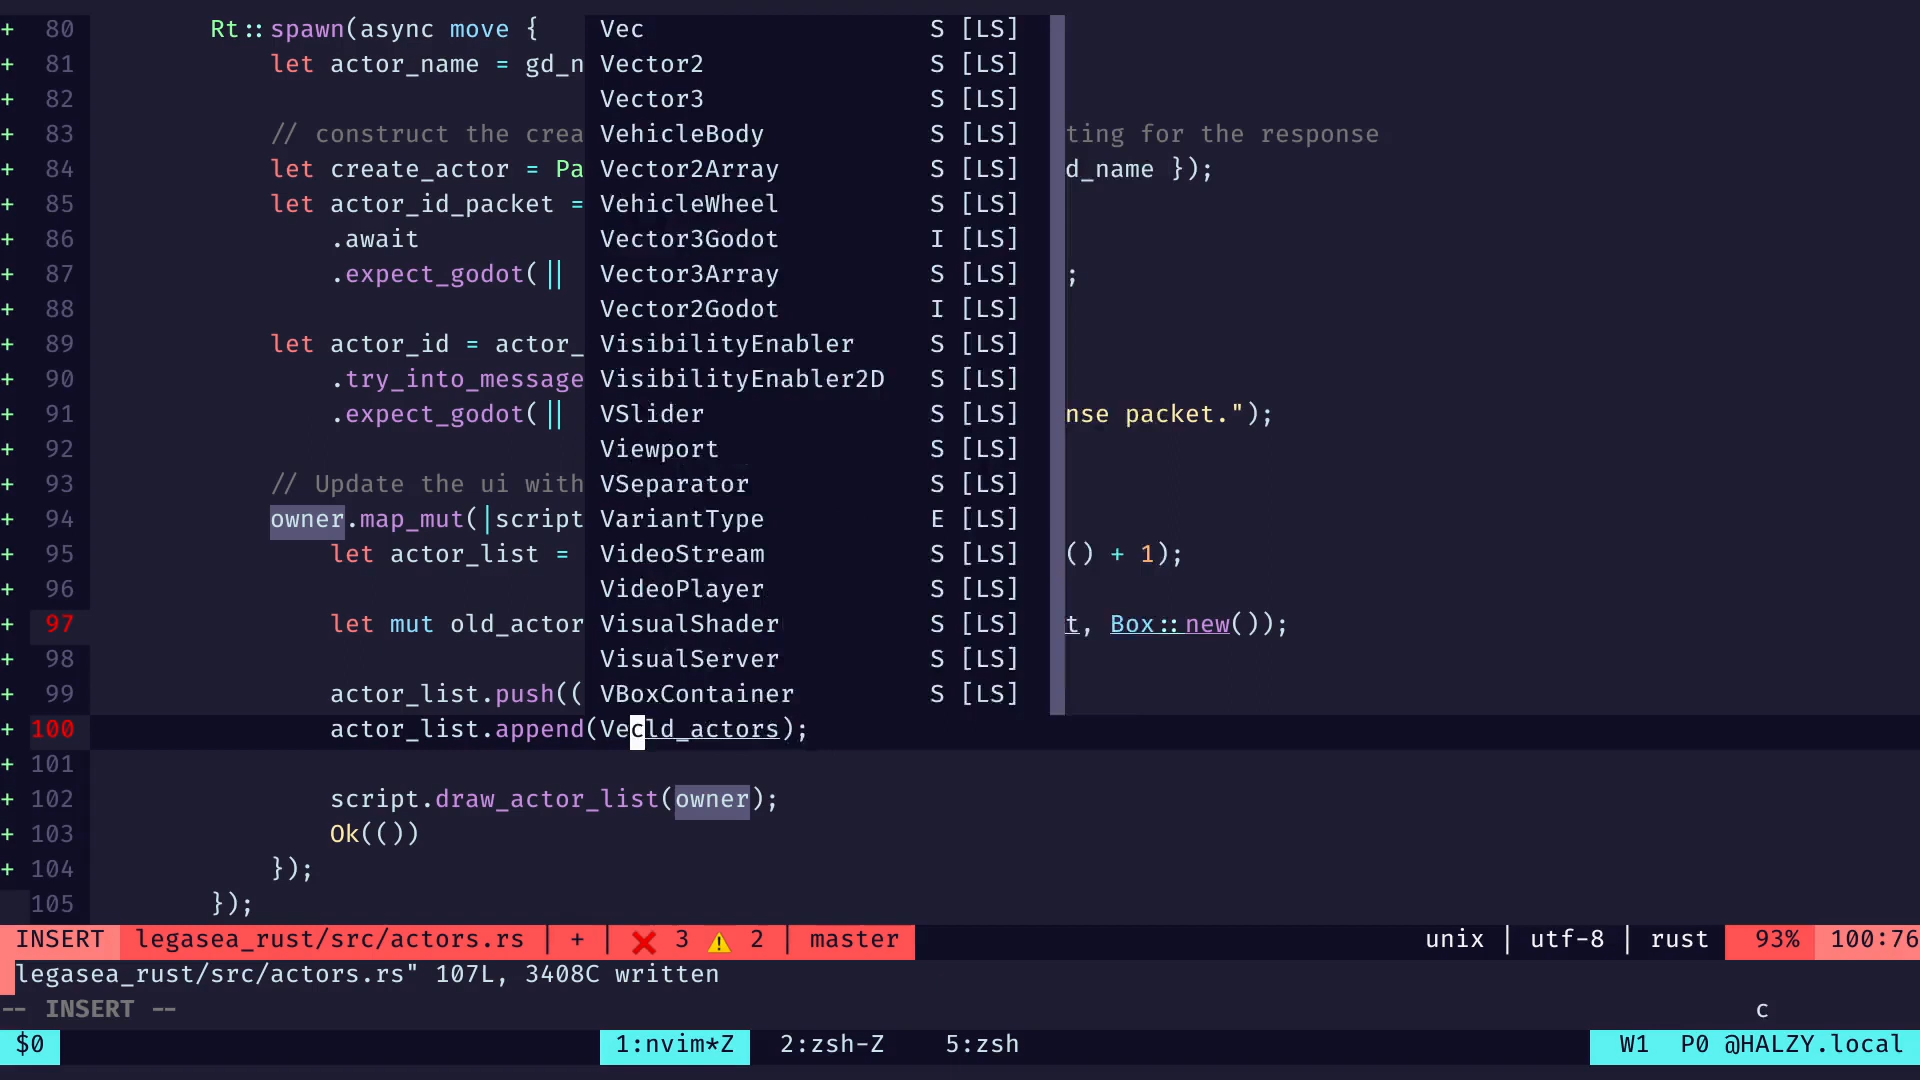 + 80 Rt::spawn(async move { Vec S [LS]
+ 81 let actor_name = gd_n Vector2 S [LS]
+ 82 Vector3 S [LS]
+ 83 // construct the crea VehicleBody S [LS] ting for the response
+ 84 let create_actor = Pa Vector2Array S [LS] d_name });
+ 85 let actor_id_packet = VehicleWheel S [LS]
+ 86 .await Vector3Godot I [LS]
+ 87 .expect_godot(|| Vector3Array S [LS] ;
+ 88 Vector2Godot I [LS]
+ 89 let actor_id = actor_ VisibilityEnabler S [LS]
+ 90 .try_into_message VisibilityEnabler2D S [LS]
+ 91 .expect_godot(|| VSlider S [LS] nse packet.");
+ 92 Viewport S [LS]
+ 93 // Update the ui with VSeparator S [LS]
+ 94 owner.map_mut(|script VariantType E [LS]
+ 95 let actor_list = VideoStream S [LS] () + 1);
+ 96 VideoPlayer S [LS]
+ 97 let mut old_actor VisualShader S [LS] t, Box::new());
+ 98 VisualServer S [LS]
+ 99 actor_list.push(( VBoxContainer S [LS]
+ 100 actor_list.append(Vecld_actors);
+ 101
+ 102 script.draw_actor_list(owner);
+ 103 Ok(())
+ 104 });
105 });
INSERT legasea_rust/src/actors.rs | + | ❌ 3 ⚠ 2 | master unix | utf-8 | rust 93% 100:76
legasea_rust/src/actors.rs" 107L, 3408C written
-- INSERT -- c
$0 1:nvim*Z 2:zsh-Z 5:zsh W1 P0 @HALZY.local